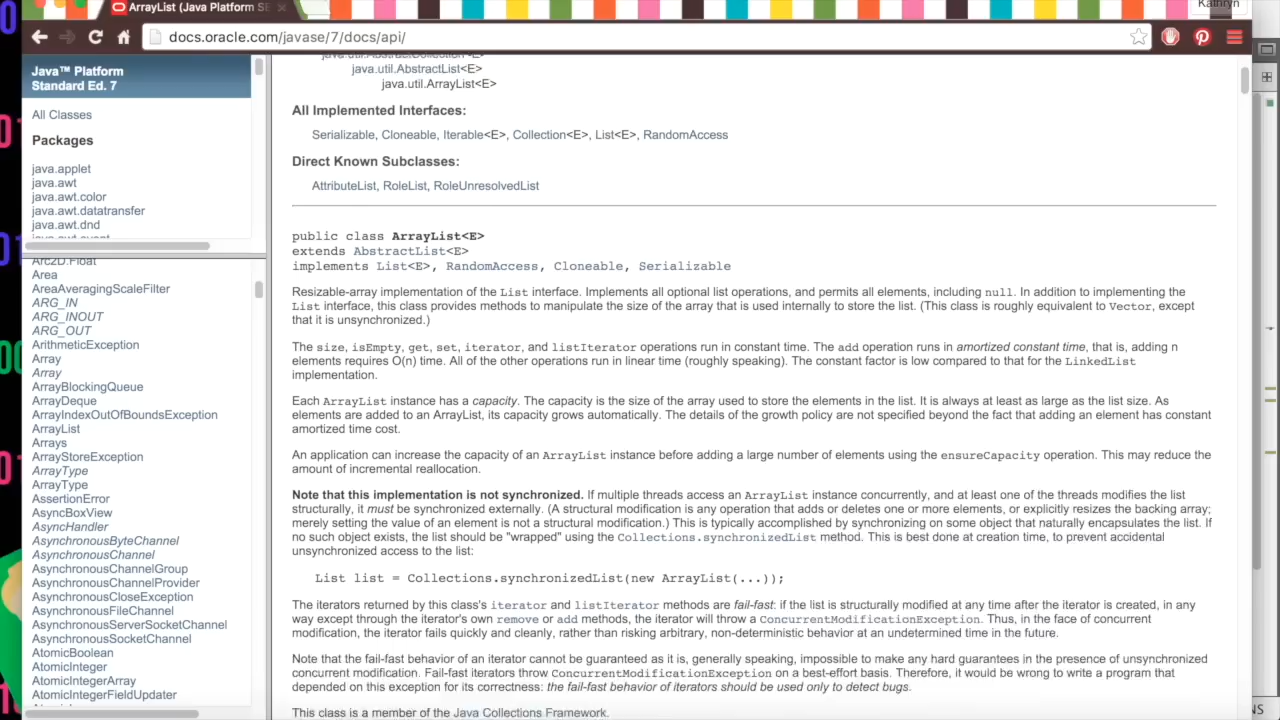 ArrayList (Java Platform SE
Kathryn
docs.oracle.com/javase/7/docs/api/
Java™ Platform
Standard Ed. 7
All Classes
Packages
java.applet
java.awt
java.awt.color
java.awt.datatransfer
java.awt.dnd
java.awt.event
Arc2D.Float
Area
AreaAveragingScaleFilter
ARG_IN
ARG_INOUT
ARG_OUT
ArithmeticException
Array
Array
ArrayBlockingQueue
ArrayDeque
ArrayIndexOutOfBoundsException
ArrayList
Arrays
ArrayStoreException
ArrayType
ArrayType
AssertionError
AsyncBoxView
AsyncHandler
AsynchronousByteChannel
AsynchronousChannel
AsynchronousChannelGroup
AsynchronousChannelProvider
AsynchronousCloseException
AsynchronousFileChannel
AsynchronousServerSocketChannel
AsynchronousSocketChannel
AtomicBoolean
AtomicInteger
AtomicIntegerArray
AtomicIntegerFieldUpdater
java.util.AbstractCollection<E>
java.util.AbstractList<E>
java.util.ArrayList<E>
All Implemented Interfaces:
Serializable, Cloneable, Iterable<E>, Collection<E>, List<E>, RandomAccess
Direct Known Subclasses:
AttributeList, RoleList, RoleUnresolvedList
public class ArrayList<E>
extends AbstractList<E>
implements List<E>, RandomAccess, Cloneable, Serializable
Resizable-array implementation of the List interface. Implements all optional list operations, and permits all elements, including null. In addition to implementing the
List interface, this class provides methods to manipulate the size of the array that is used internally to store the list. (This class is roughly equivalent to Vector, except
that it is unsynchronized.)
The size, isEmpty, get, set, iterator, and listIterator operations run in constant time. The add operation runs in amortized constant time, that is, adding n
elements requires O(n) time. All of the other operations run in linear time (roughly speaking). The constant factor is low compared to that for the LinkedList
implementation.
Each ArrayList instance has a capacity. The capacity is the size of the array used to store the elements in the list. It is always at least as large as the list size. As
elements are added to an ArrayList, its capacity grows automatically. The details of the growth policy are not specified beyond the fact that adding an element has constant
amortized time cost.
An application can increase the capacity of an ArrayList instance before adding a large number of elements using the ensureCapacity operation. This may reduce the
amount of incremental reallocation.
Note that this implementation is not synchronized. If multiple threads access an ArrayList instance concurrently, and at least one of the threads modifies the list
structurally, it must be synchronized externally. (A structural modification is any operation that adds or deletes one or more elements, or explicitly resizes the backing array;
merely setting the value of an element is not a structural modification.) This is typically accomplished by synchronizing on some object that naturally encapsulates the list. If
no such object exists, the list should be "wrapped" using the Collections.synchronizedList method. This is best done at creation time, to prevent accidental
unsynchronized access to the list:
List list = Collections.synchronizedList(new ArrayList(...));
The iterators returned by this class's iterator and listIterator methods are fail-fast: if the list is structurally modified at any time after the iterator is created, in any
way except through the iterator's own remove or add methods, the iterator will throw a ConcurrentModificationException. Thus, in the face of concurrent
modification, the iterator fails quickly and cleanly, rather than risking arbitrary, non-deterministic behavior at an undetermined time in the future.
Note that the fail-fast behavior of an iterator cannot be guaranteed as it is, generally speaking, impossible to make any hard guarantees in the presence of unsynchronized
concurrent modification. Fail-fast iterators throw ConcurrentModificationException on a best-effort basis. Therefore, it would be wrong to write a program that
depended on this exception for its correctness: the fail-fast behavior of iterators should be used only to detect bugs.
This class is a member of the Java Collections Framework.
NS